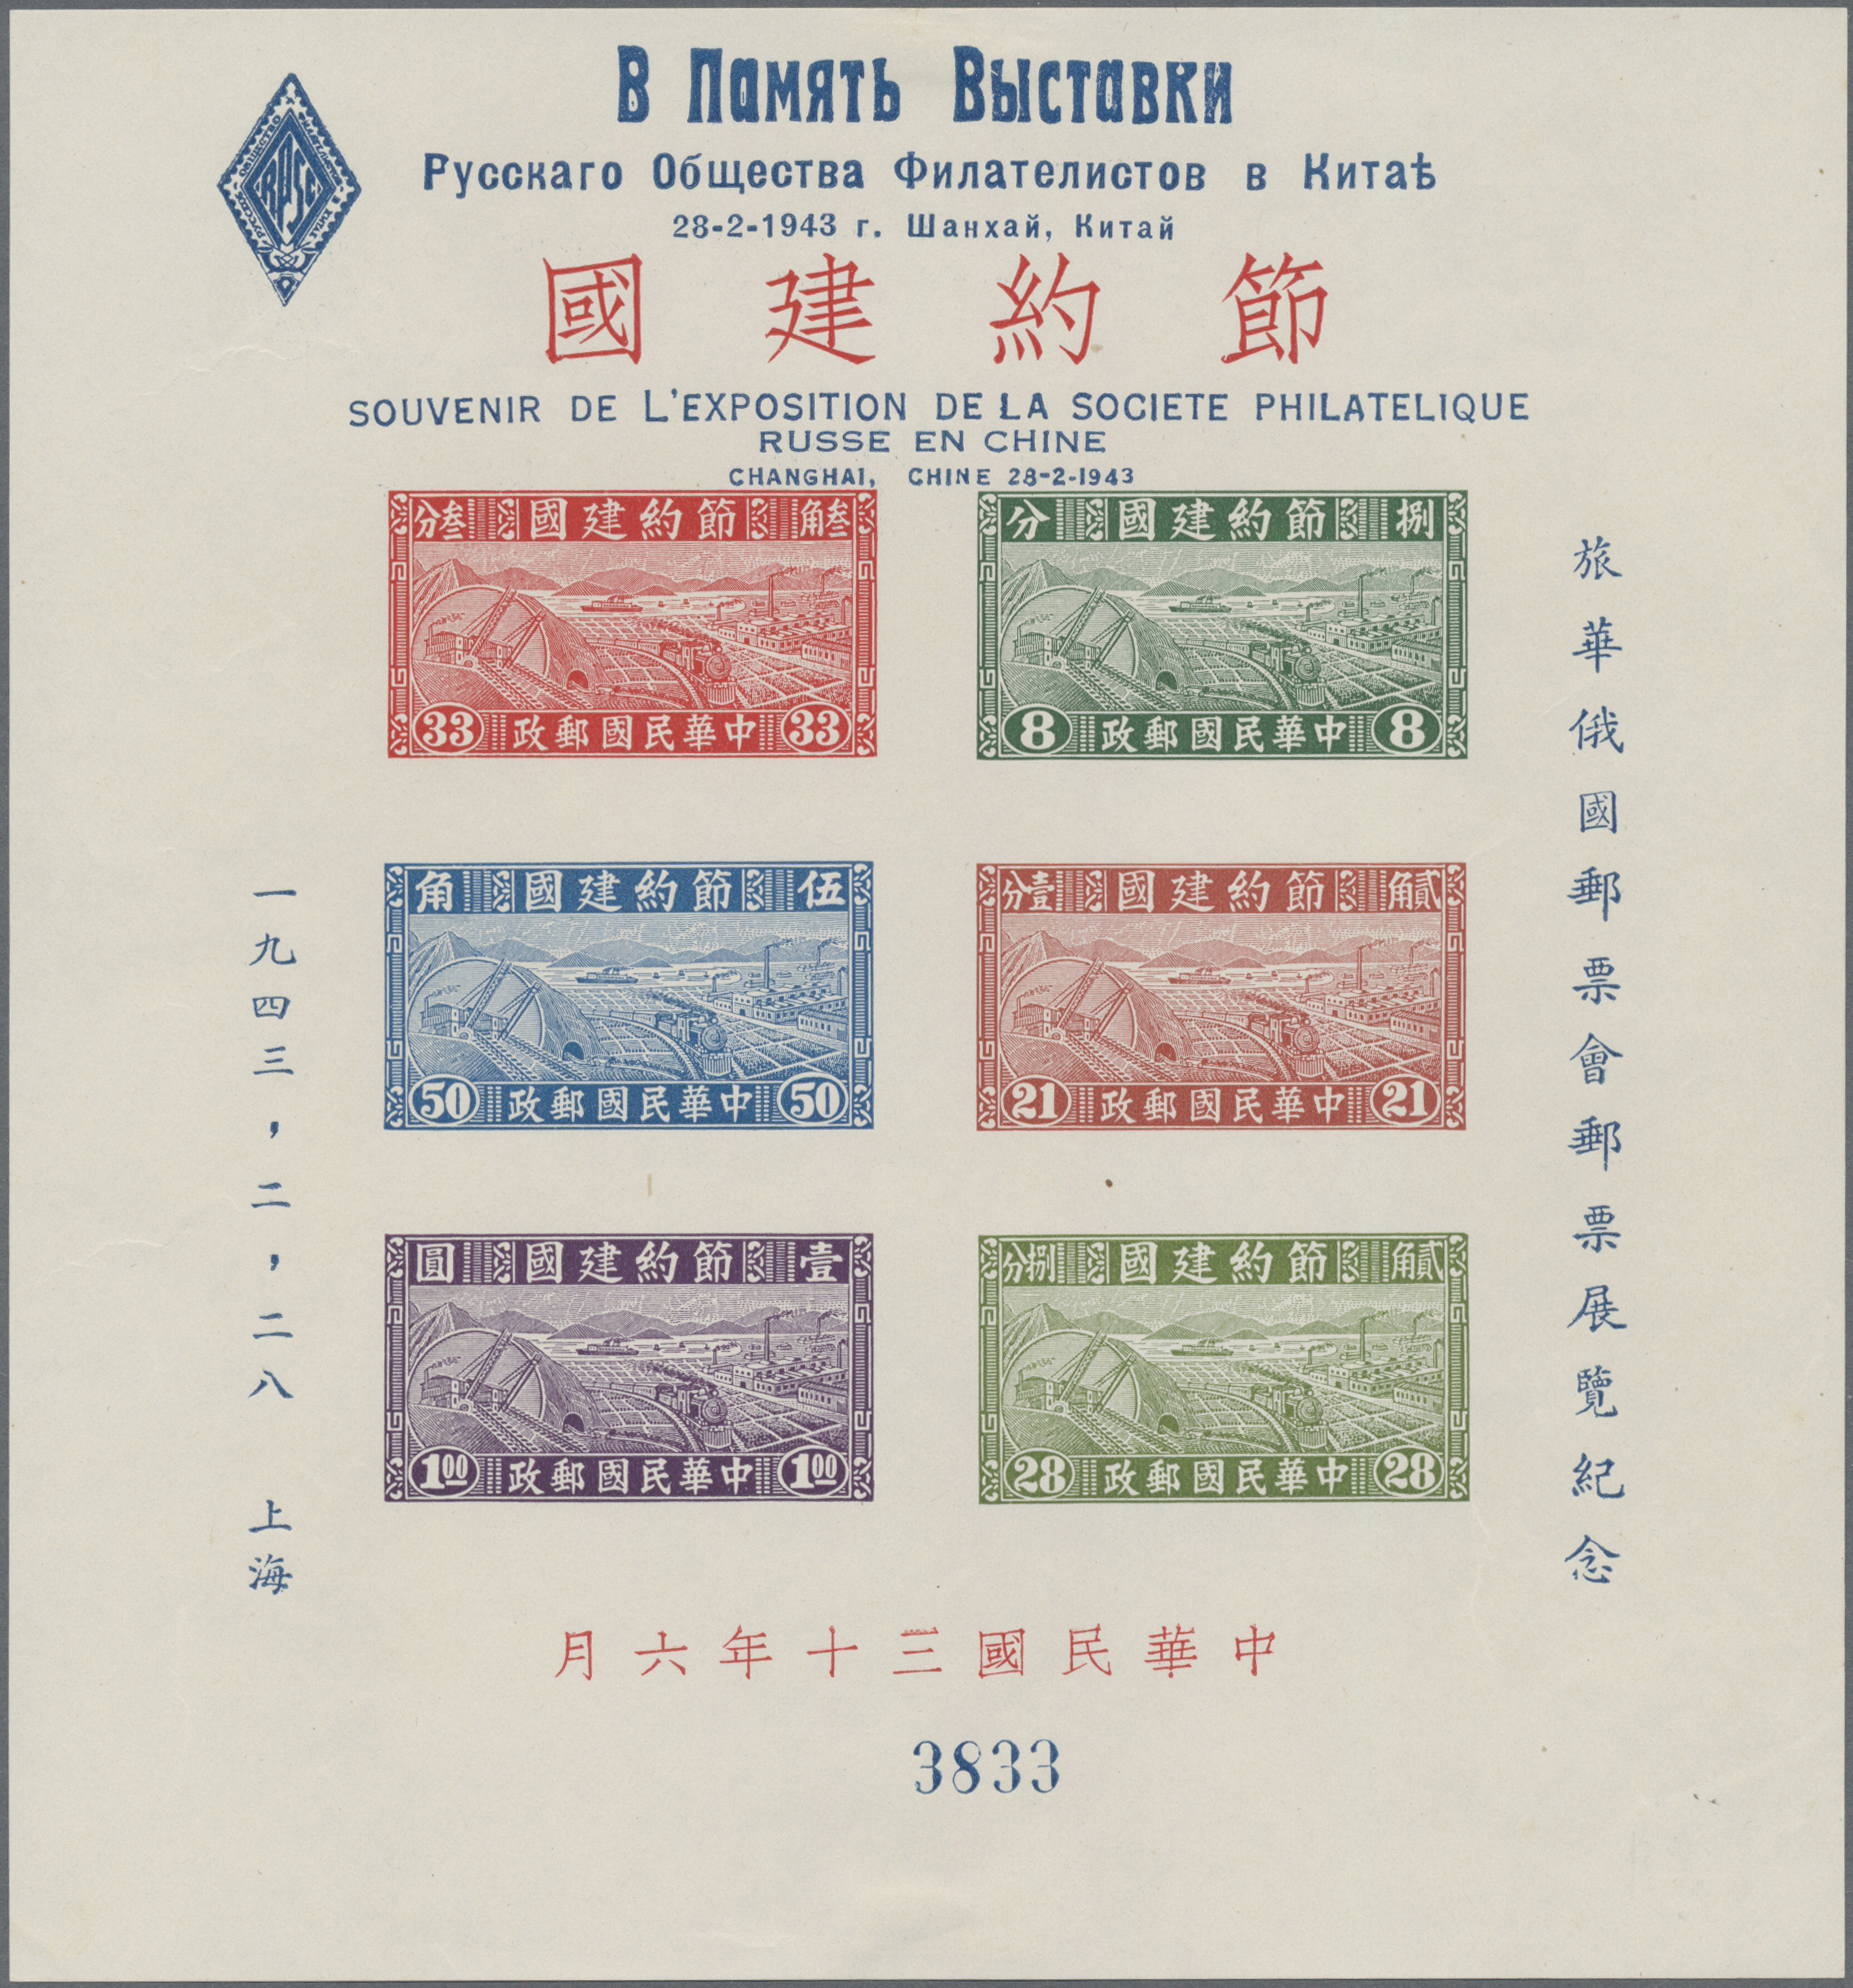 В Память Выставки
Русскаго Общества Филателистов в Китаѣ
28-2-1943 г. Шанхай, Китай
RPSC
國建約節
SOUVENIR DE L'EXPOSITION DE LA SOCIETE PHILATELIQUE
RUSSE EN CHINE
CHANGHAI, CHINE 28-2-1943
分叁 國建約節 角叁
33 政郵國民華中 33
分 國建約節 捌
8 政郵國民華中 8
角 國建約節 伍
50 政郵國民華中 50
分壹 國建約節 角貳
21 政郵國民華中 21
圓 國建約節 壹
1.00 政郵國民華中 1.00
分捌 國建約節 角貳
28 政郵國民華中 28
旅華俄國郵票會郵票展覽紀念
一九四三,二,二八 上海
月六年十三國民華中
3833